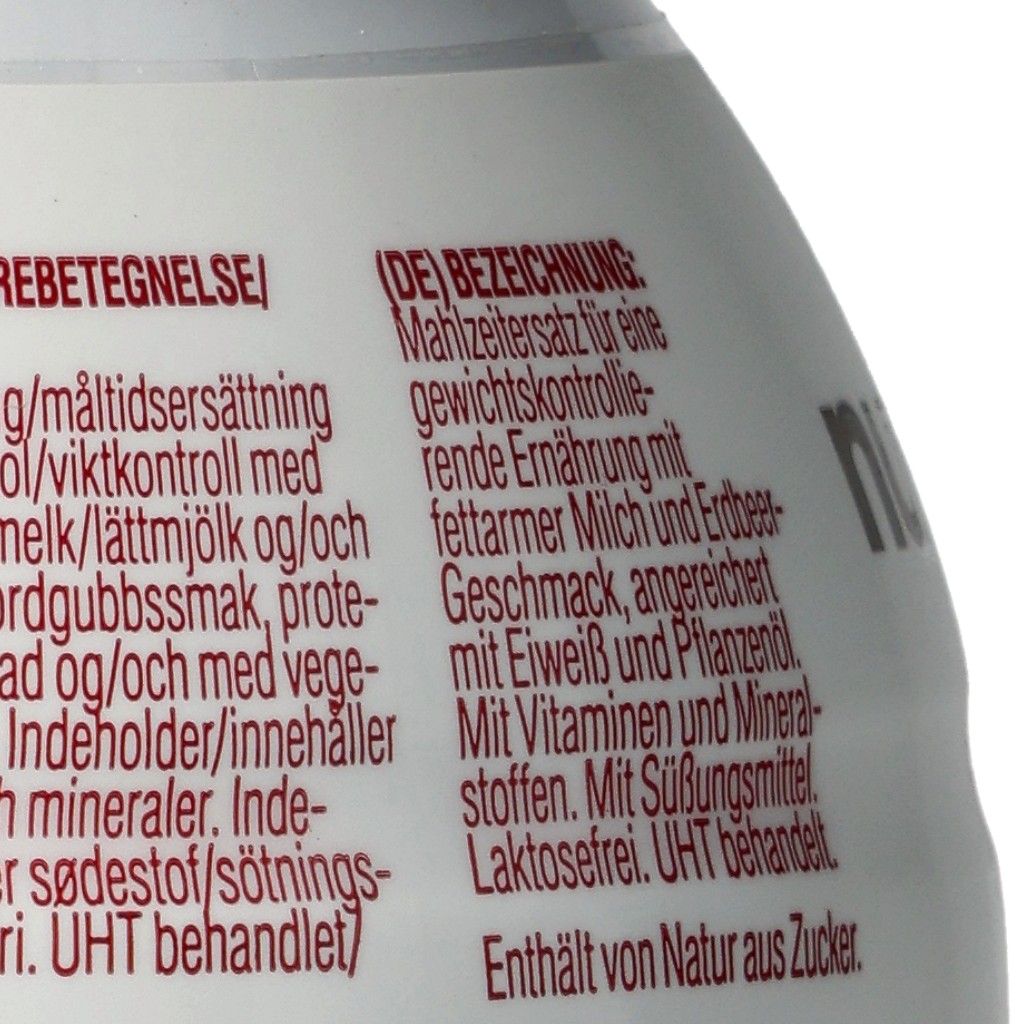 REBETEGNELSE/
g/måltidsersättning
ol/viktkontroll med
melk/lättmjölk og/och
ordgubbssmak, prote-
ad og/och med vege-
Indeholder/innehåller
h mineraler. Inde-
er sødestof/sötnings-
ri. UHT behandlet/
(DE) BEZEICHNUNG:
Mahlzeitersatz für eine
gewichtskontrollie-
rende Ernährung mit
fettarmer Milch und Erdbeer-
Geschmack, angereichert
mit Eiweiß und Pflanzenöl.
Mit Vitaminen und Mineral-
stoffen. Mit Süßungsmittel.
Laktosefrei. UHT behandelt.
Enthält von Natur aus Zucker.